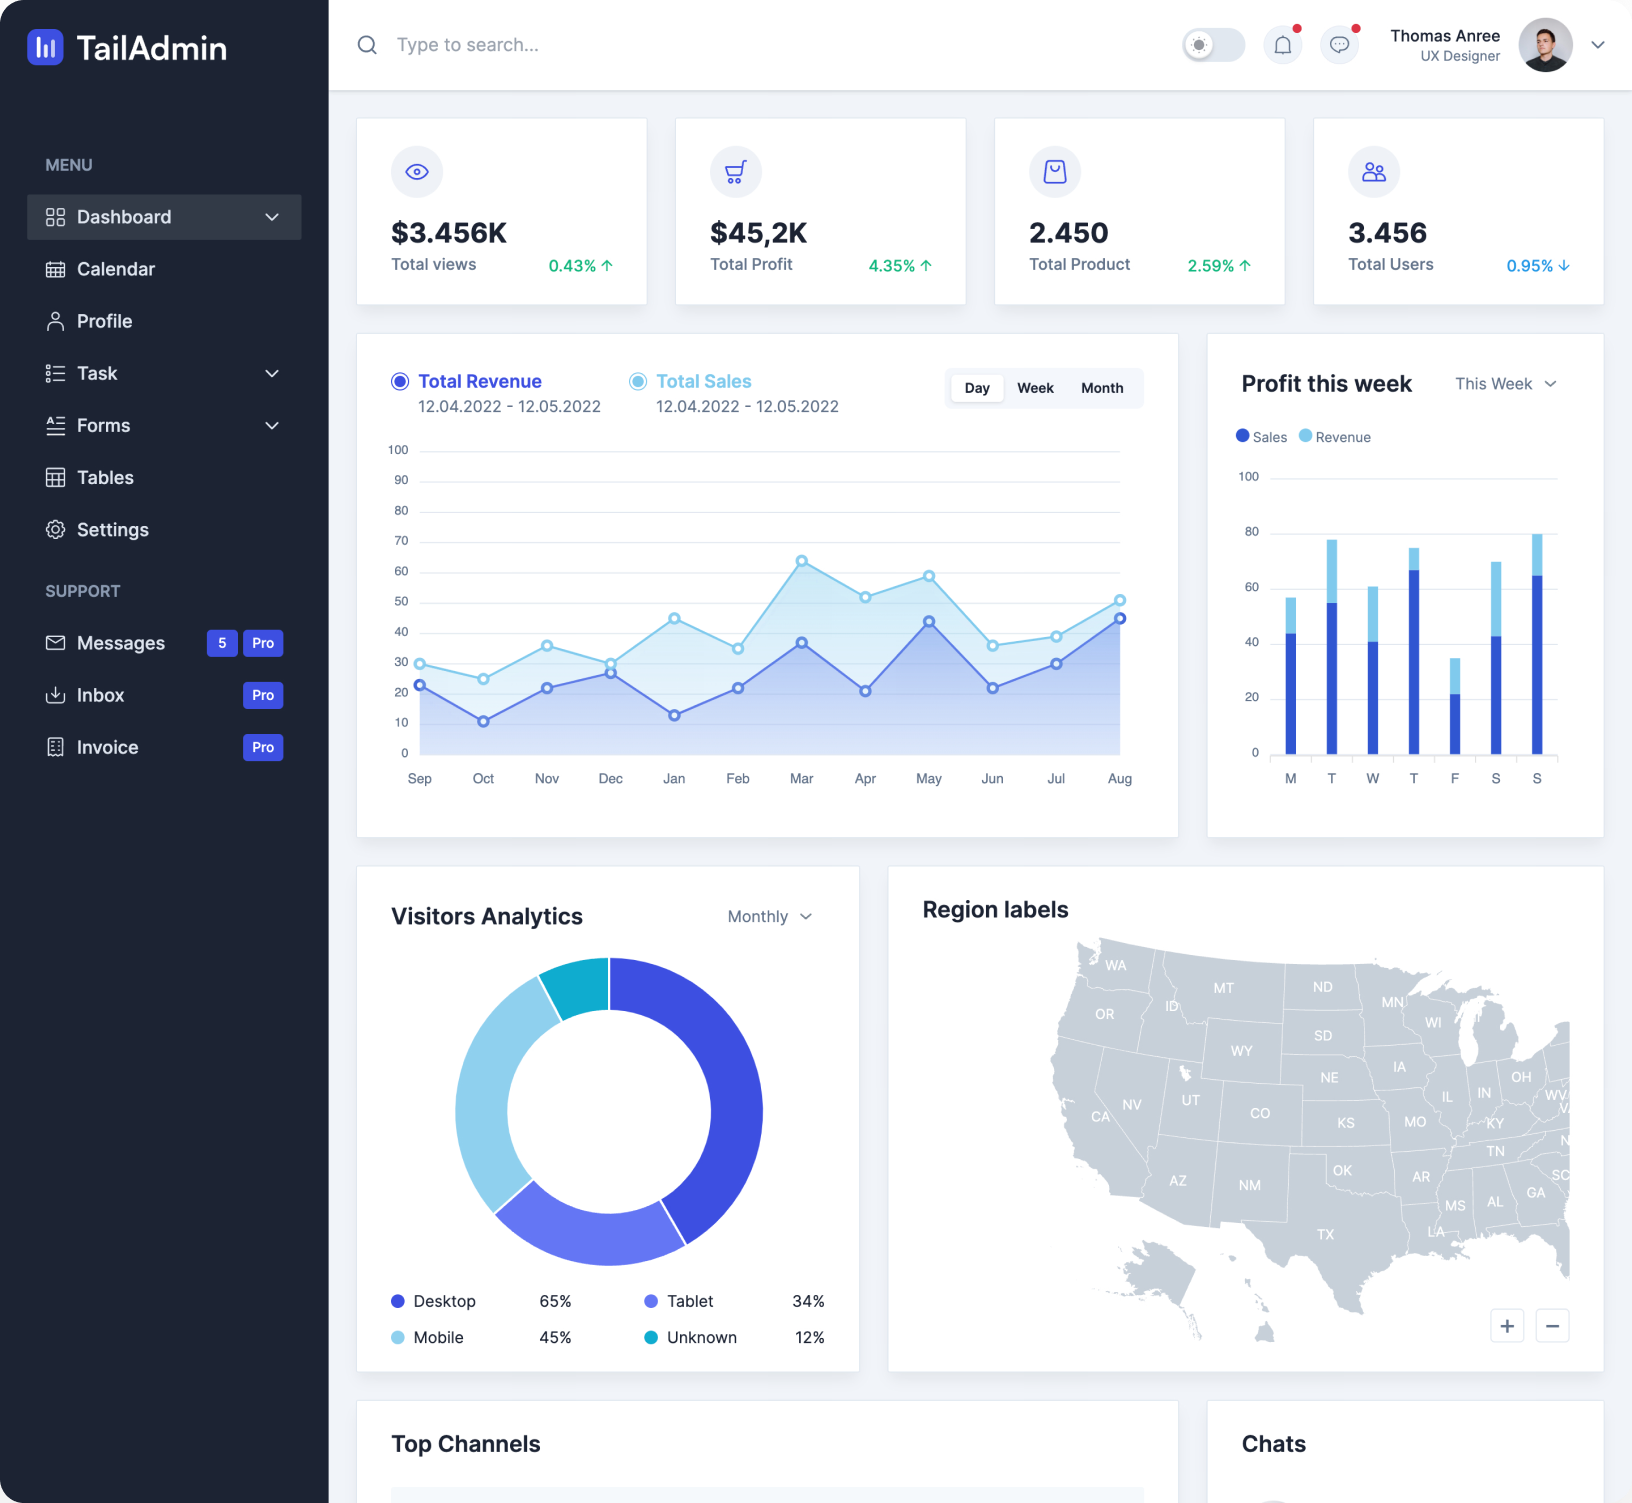 TailAdmin
MENU
Dashboard
Calendar
Profile
Task
Forms
Tables
Settings
SUPPORT
Messages 5 Pro
Inbox Pro
Invoice Pro
Type to search...
Thomas Anree
UX Designer
$3.456K
Total views 0.43%
$45,2K
Total Profit 4.35%
2.450
Total Product 2.59%
3.456
Total Users 0.95%
Total Revenue
12.04.2022 - 12.05.2022
Total Sales
12.04.2022 - 12.05.2022
Day Week Month
100
90
80
70
60
50
40
30
20
10
0
Sep Oct Nov Dec Jan Feb Mar Apr May Jun Jul Aug
Profit this week This Week
Sales Revenue
100
80
60
40
20
0
M T W T F S S
Visitors Analytics Monthly
Desktop 65% Tablet 34%
Mobile 45% Unknown 12%
Region labels
WA
MT ND
ID MN
OR
WI
SD
WY
IA
NE OH
IN
IL WV
UT
NV
CO
CA
MO
KS KY
TN
OK
AR
AZ NM
SC
GA
AL
MS
TX LA
+ −
Top Channels
Chats